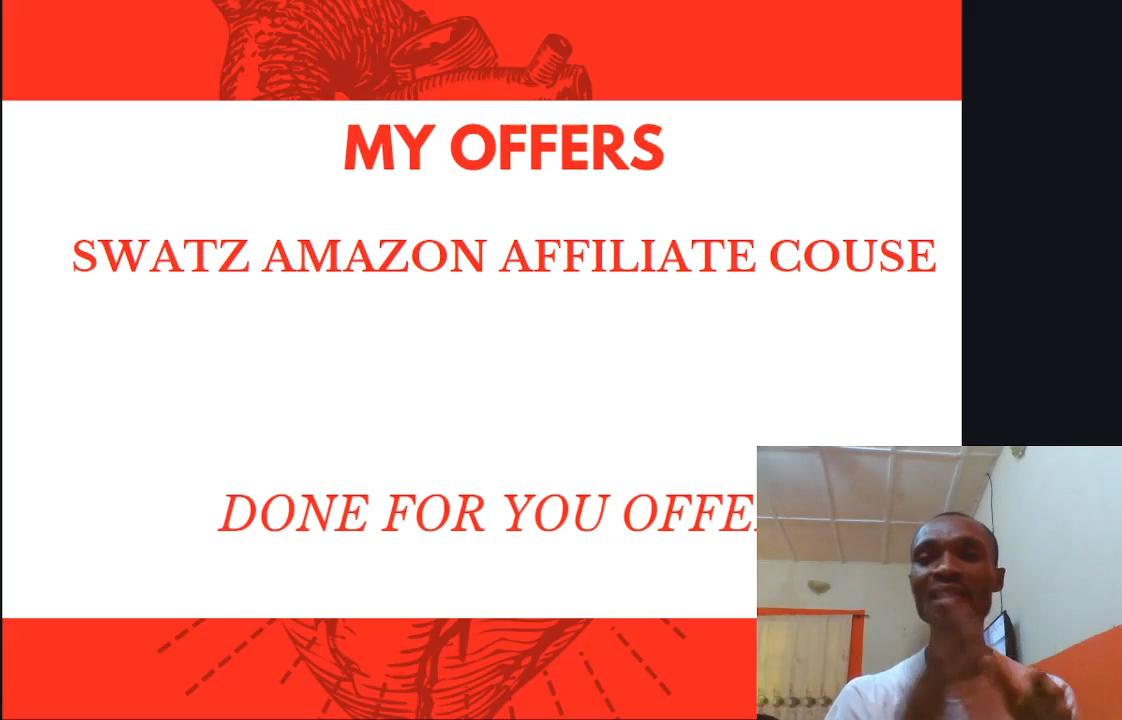 MY OFFERS
SWATZ AMAZON AFFILIATE COUSE
DONE FOR YOU